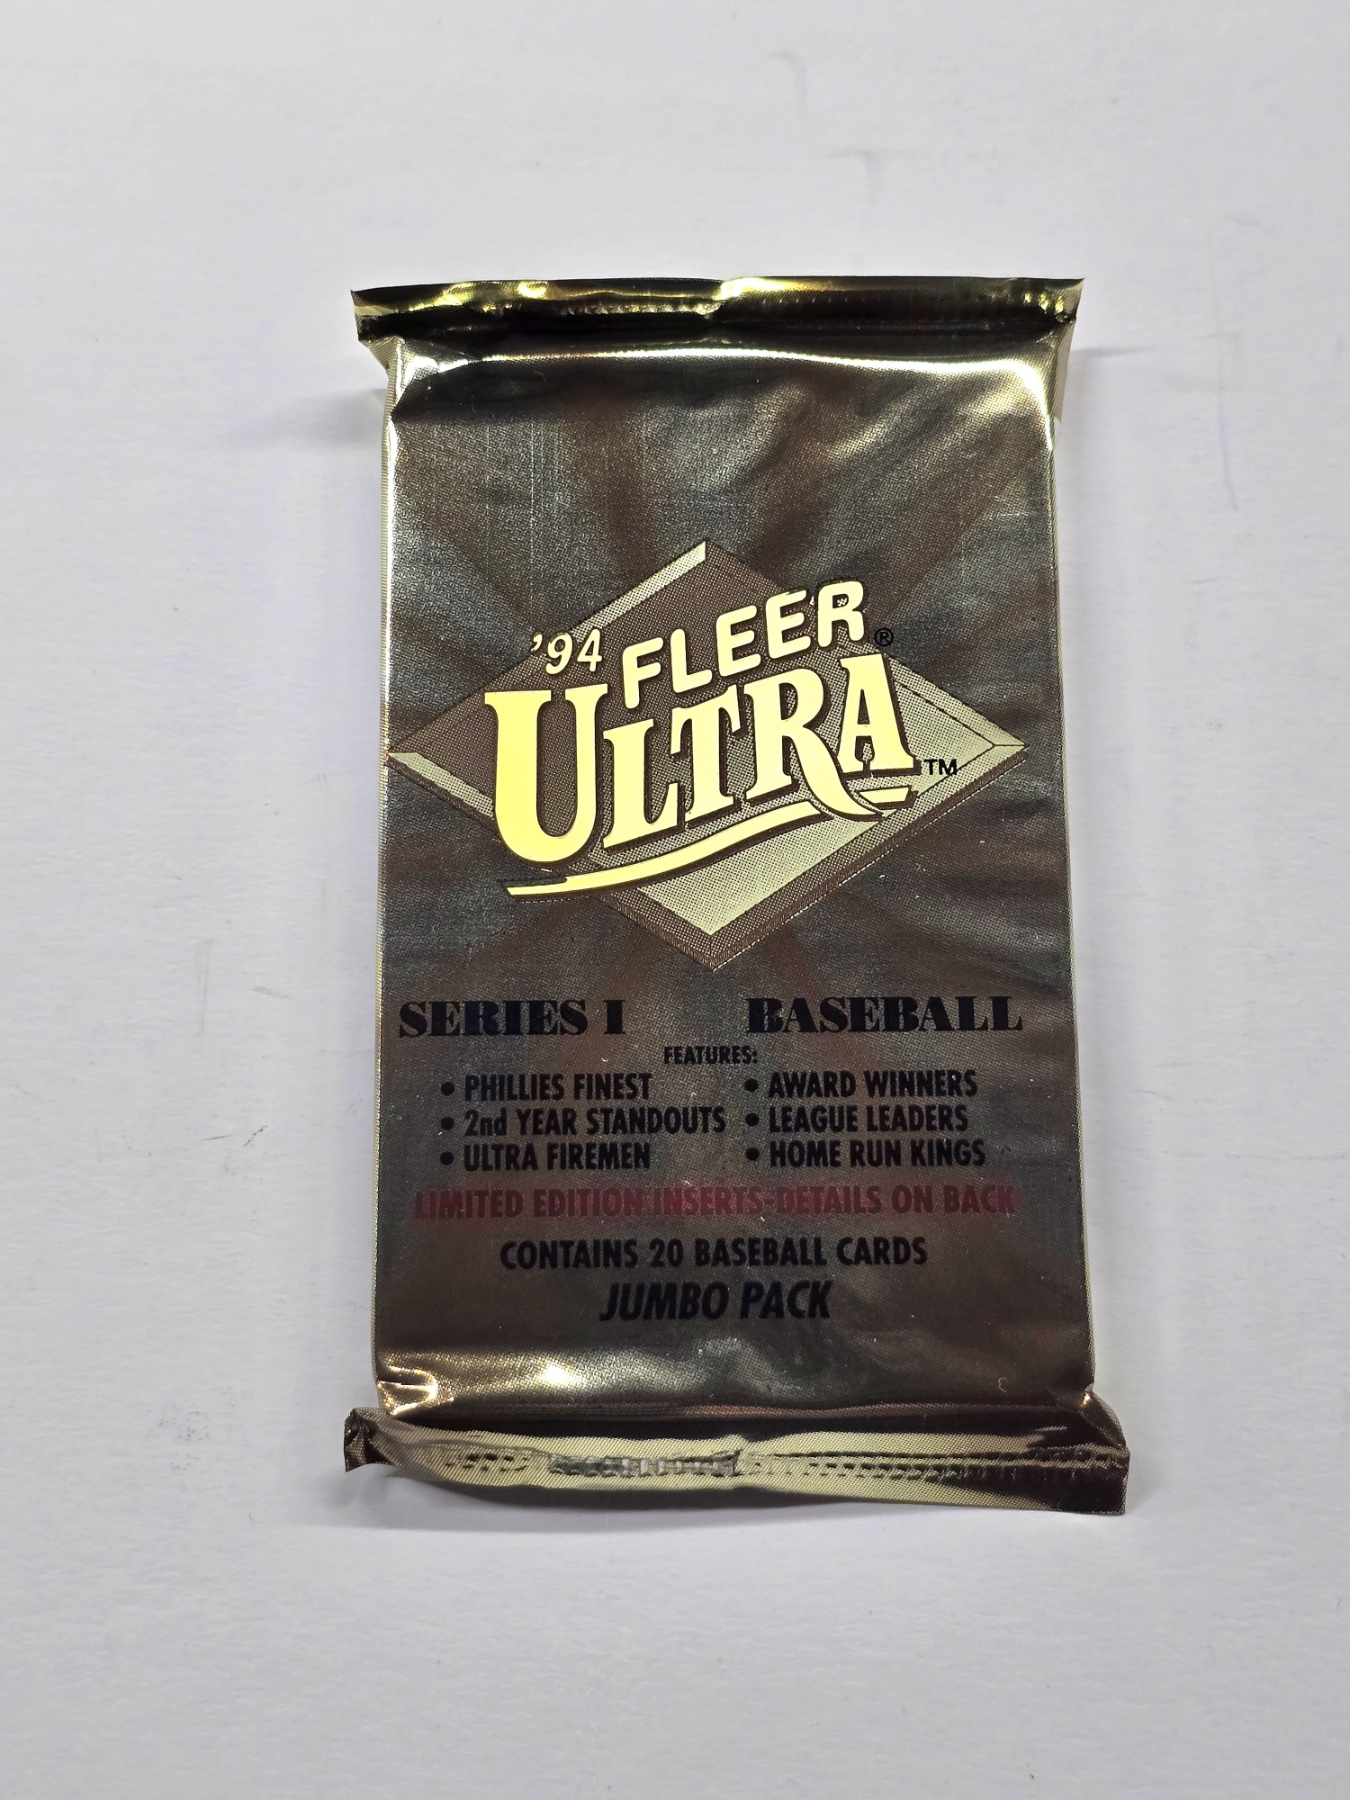 '94 FLEER®
ULTRA™
SERIES I BASEBALL
FEATURES:
• PHILLIES FINEST • AWARD WINNERS
• 2nd YEAR STANDOUTS • LEAGUE LEADERS
• ULTRA FIREMEN • HOME RUN KINGS
LIMITED EDITION INSERTS-DETAILS ON BACK
CONTAINS 20 BASEBALL CARDS
JUMBO PACK